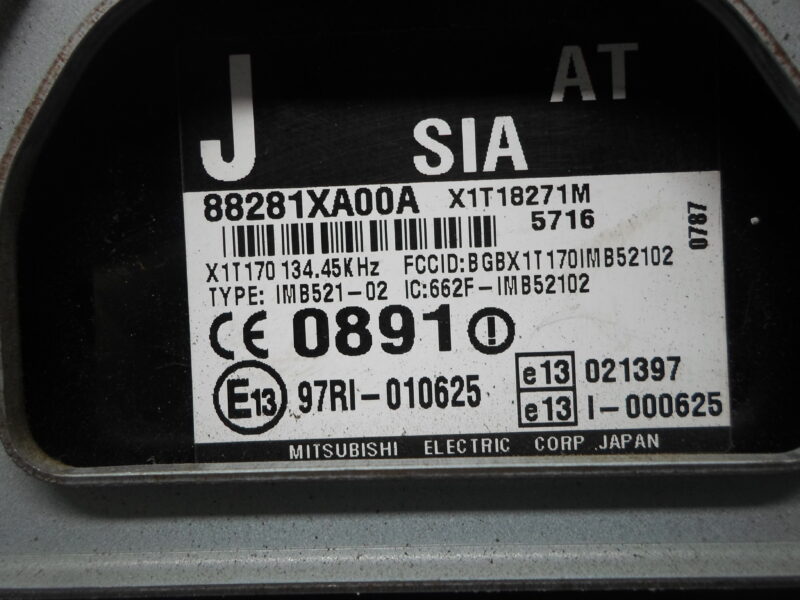 J
AT
SIA
88281XA00A X1T18271M
5716
0787
X1T170 134.45KHz FCCID:BGBX1T170IMB52102
TYPE: IMB521-02 IC:662F-IMB52102
CE 0891 !
E13 97RI-010625
e13 021397
e13 I-000625
MITSUBISHI ELECTRIC CORP JAPAN